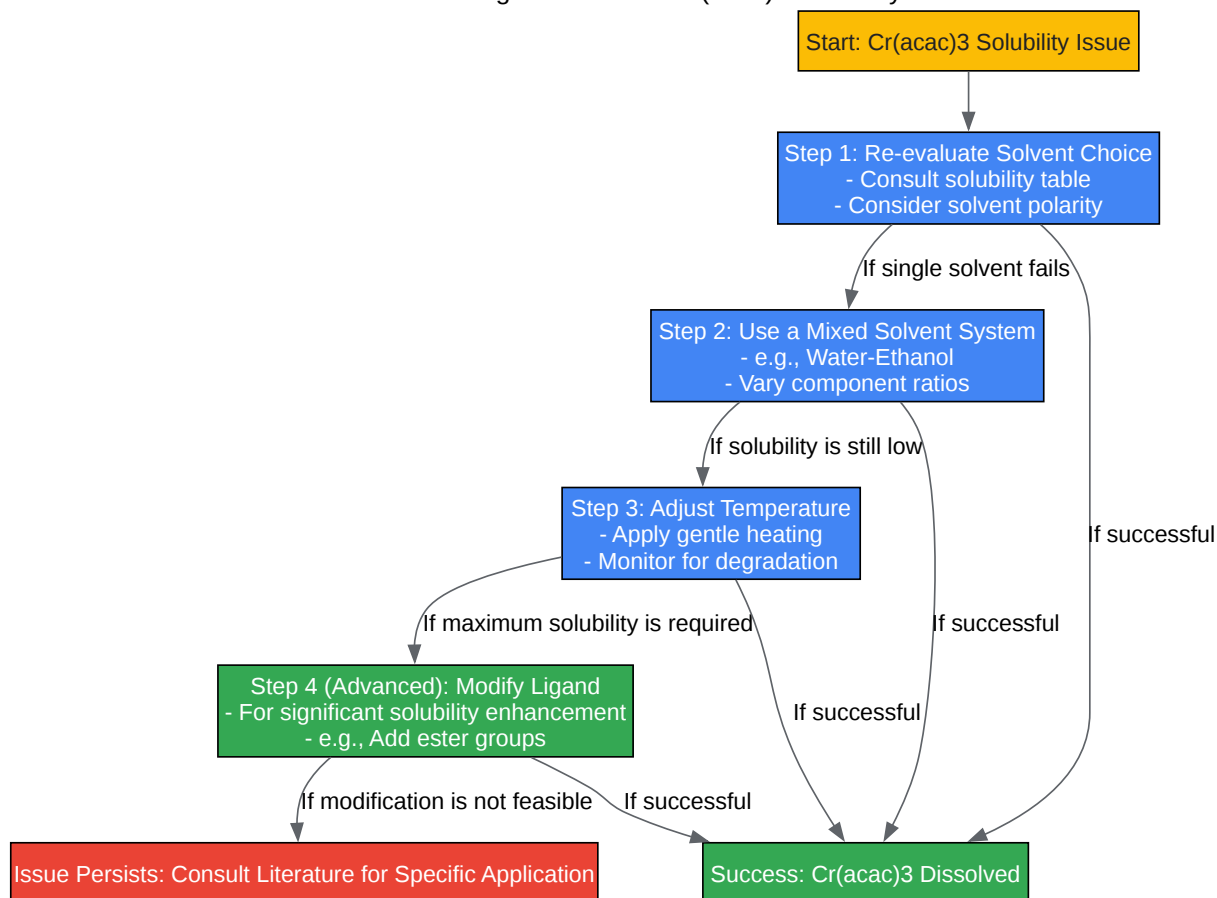 Start: Cr(acac)3 Solubility Issue
Step 1: Re-evaluate Solvent Choice
- Consult solubility table
- Consider solvent polarity
If single solvent fails
Step 2: Use a Mixed Solvent System
- e.g., Water-Ethanol
- Vary component ratios
If solubility is still low
Step 3: Adjust Temperature
- Apply gentle heating
- Monitor for degradation
If successful
If maximum solubility is required
If successful
Step 4 (Advanced): Modify Ligand
- For significant solubility enhancement
- e.g., Add ester groups
If successful
If modification is not feasible
If successful
Issue Persists: Consult Literature for Specific Application
Success: Cr(acac)3 Dissolved